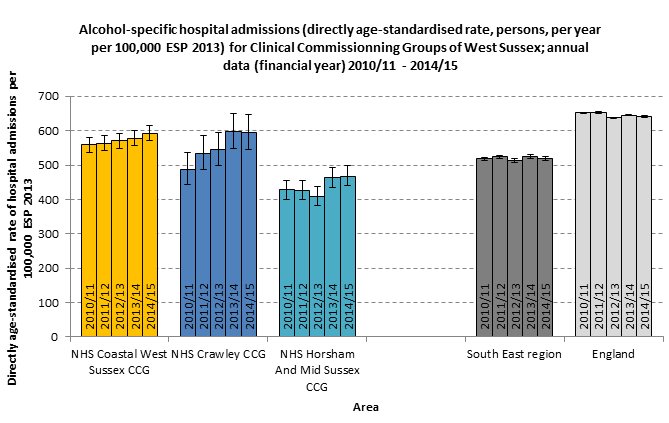 Alcohol-specific hospital admissions (directly age-standardised rate, persons, per year
per 100,000 ESP 2013) for Clinical Commissionning Groups of West Sussex; annual
data (financial year) 2010/11 - 2014/15
Directly age-standardised rate of hospital admissions per
100,000 ESP 2013
700
600
500
400
300
200
100
0
2010/11
2011/12
2012/13
2013/14
2014/15
2010/11
2011/12
2012/13
2013/14
2014/15
2010/11
2011/12
2012/13
2013/14
2014/15
2010/11
2011/12
2012/13
2013/14
2014/15
2010/11
2011/12
2012/13
2013/14
2014/15
NHS Coastal West
Sussex CCG
NHS Crawley CCG
NHS Horsham
And Mid Sussex
CCG
South East region
England
Area